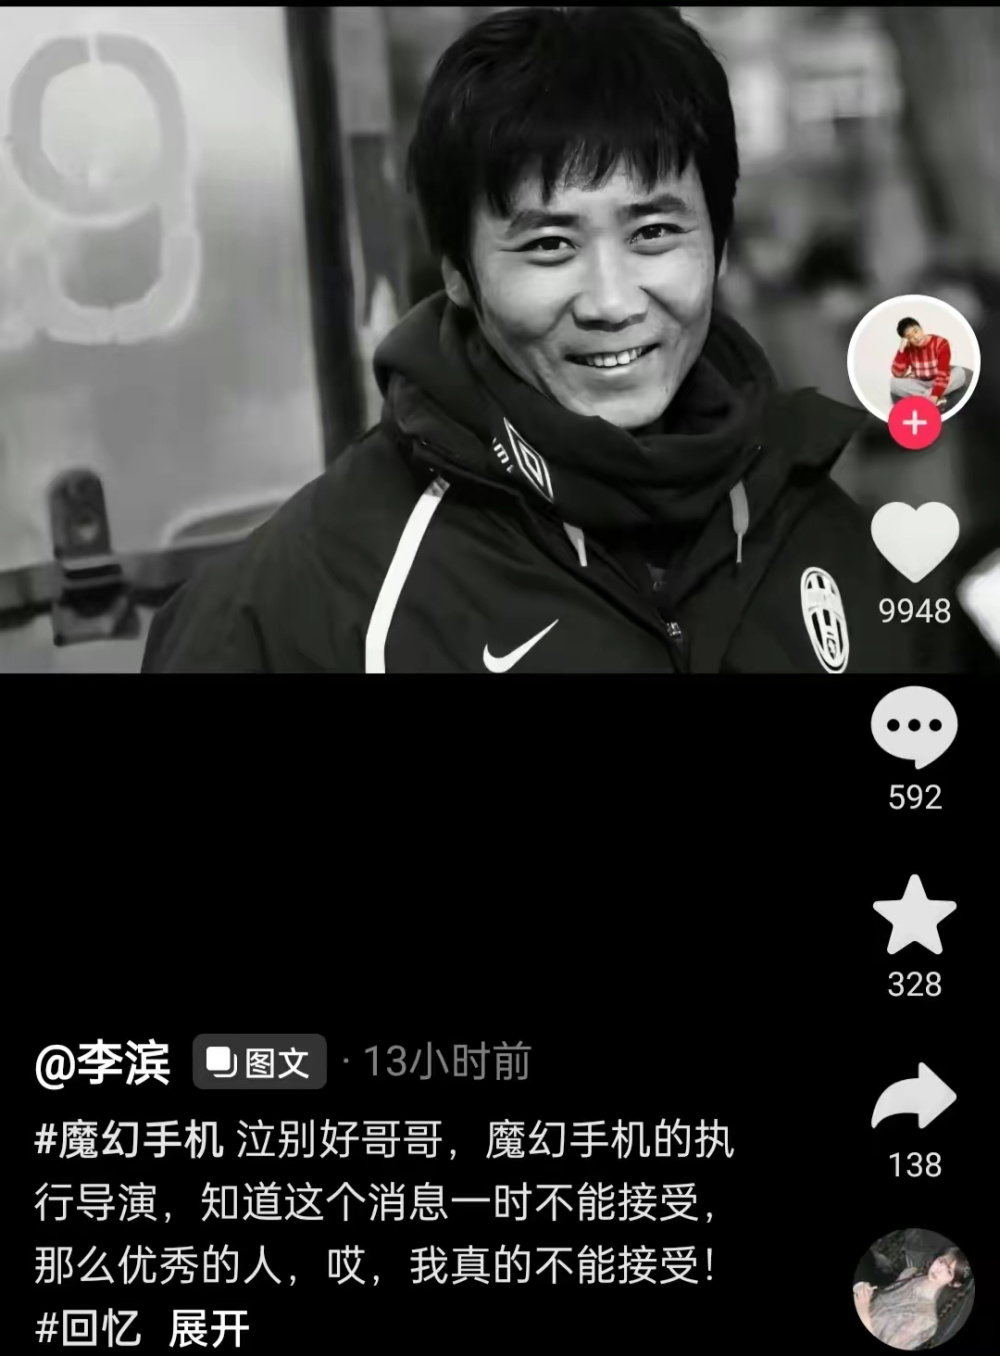 9
9948
592
328
@李滨 图文 · 13小时前
#魔幻手机 泣别好哥哥，魔幻手机的执
行导演，知道这个消息一时不能接受，
138
那么优秀的人，哎，我真的不能接受！
#回忆 展开